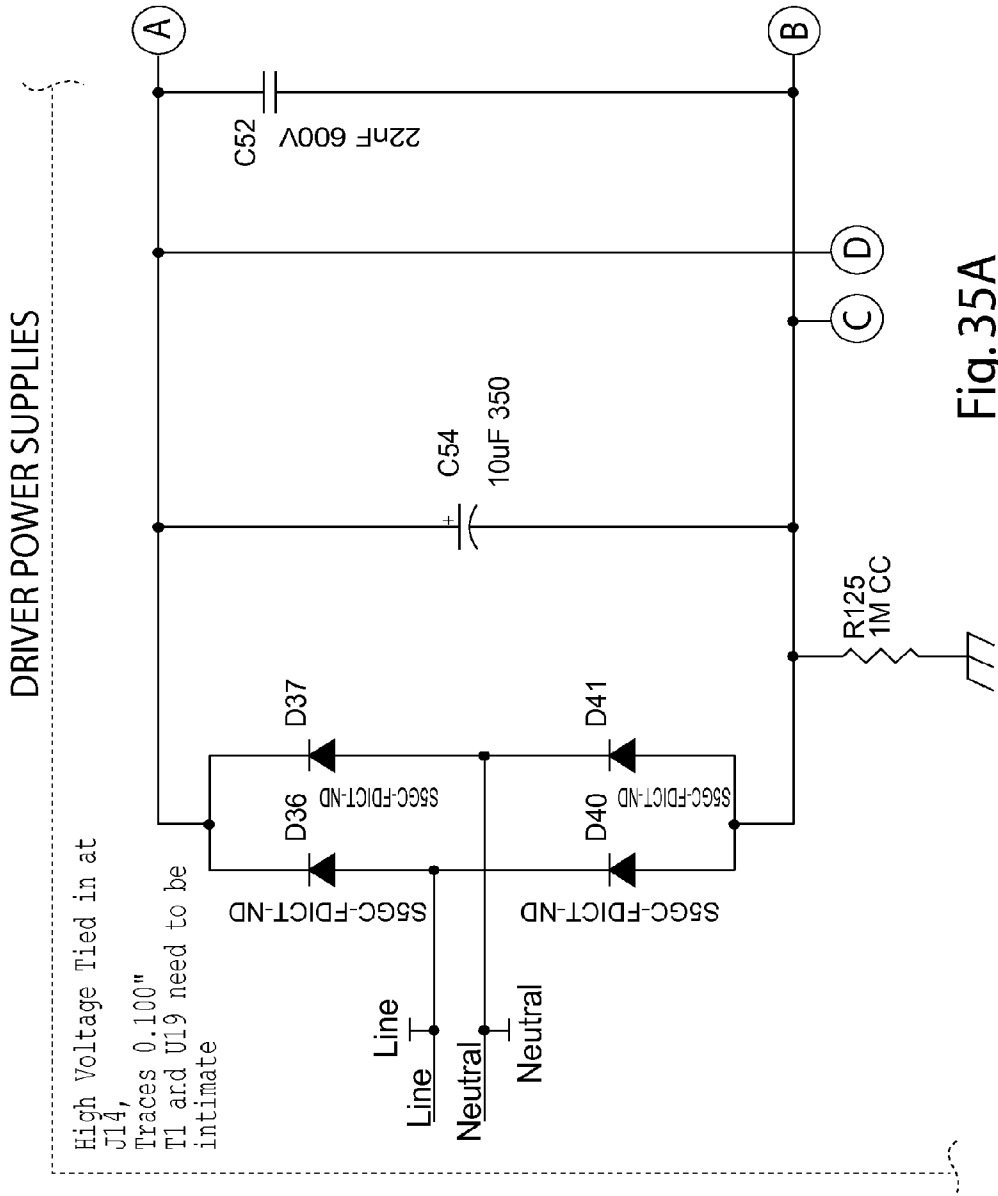 DRIVER POWER SUPPLIES
High Voltage Tied in at
J14,
Traces 0.100"
T1 and U19 need to be
intimate
A
C52
22nF 600V
B
D
C
C54
10uF 350
R125
1M CC
D37
S5GC-FDICT-ND
D36
S5GC-FDICT-ND
D41
S5GC-FDICT-ND
D40
S5GC-FDICT-ND
Line
Line
Neutral
Neutral
Fig. 35A